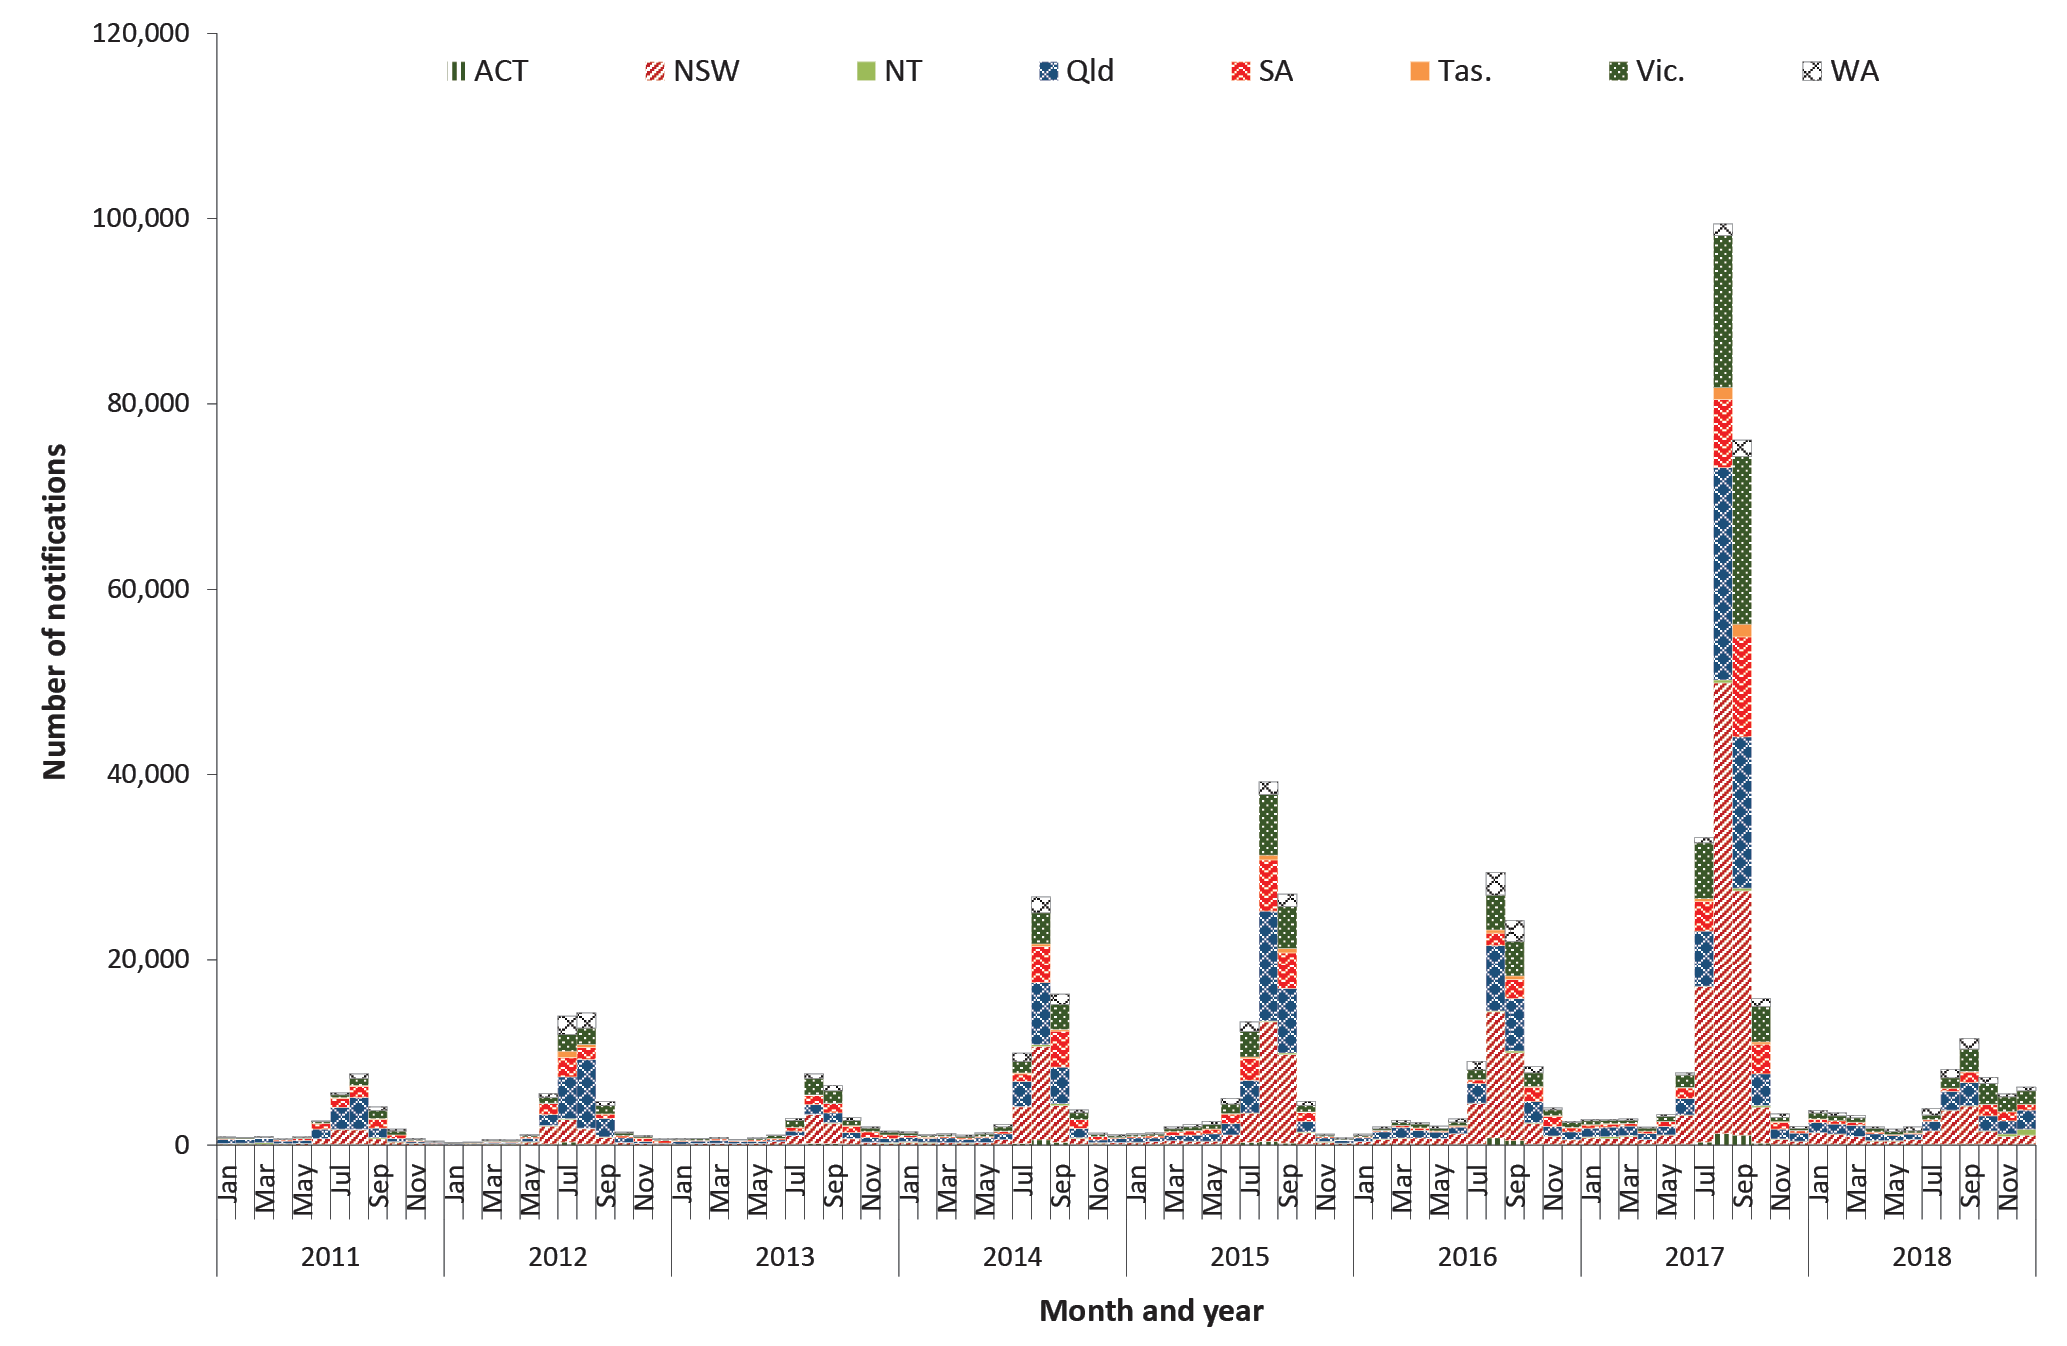 120,000
ACT NSW NT Qld SA Tas. Vic. WA
100,000
80,000
60,000
40,000
20,000
0
Number of notifications
Jan Mar May Jul Sep Nov Jan Mar May Jul Sep Nov Jan Mar May Jul Sep Nov Jan Mar May Jul Sep Nov Jan Mar May Jul Sep Nov Jan Mar May Jul Sep Nov Jan Mar May Jul Sep Nov Jan Mar May Jul Sep Nov
2011 2012 2013 2014 2015 2016 2017 2018
Month and year